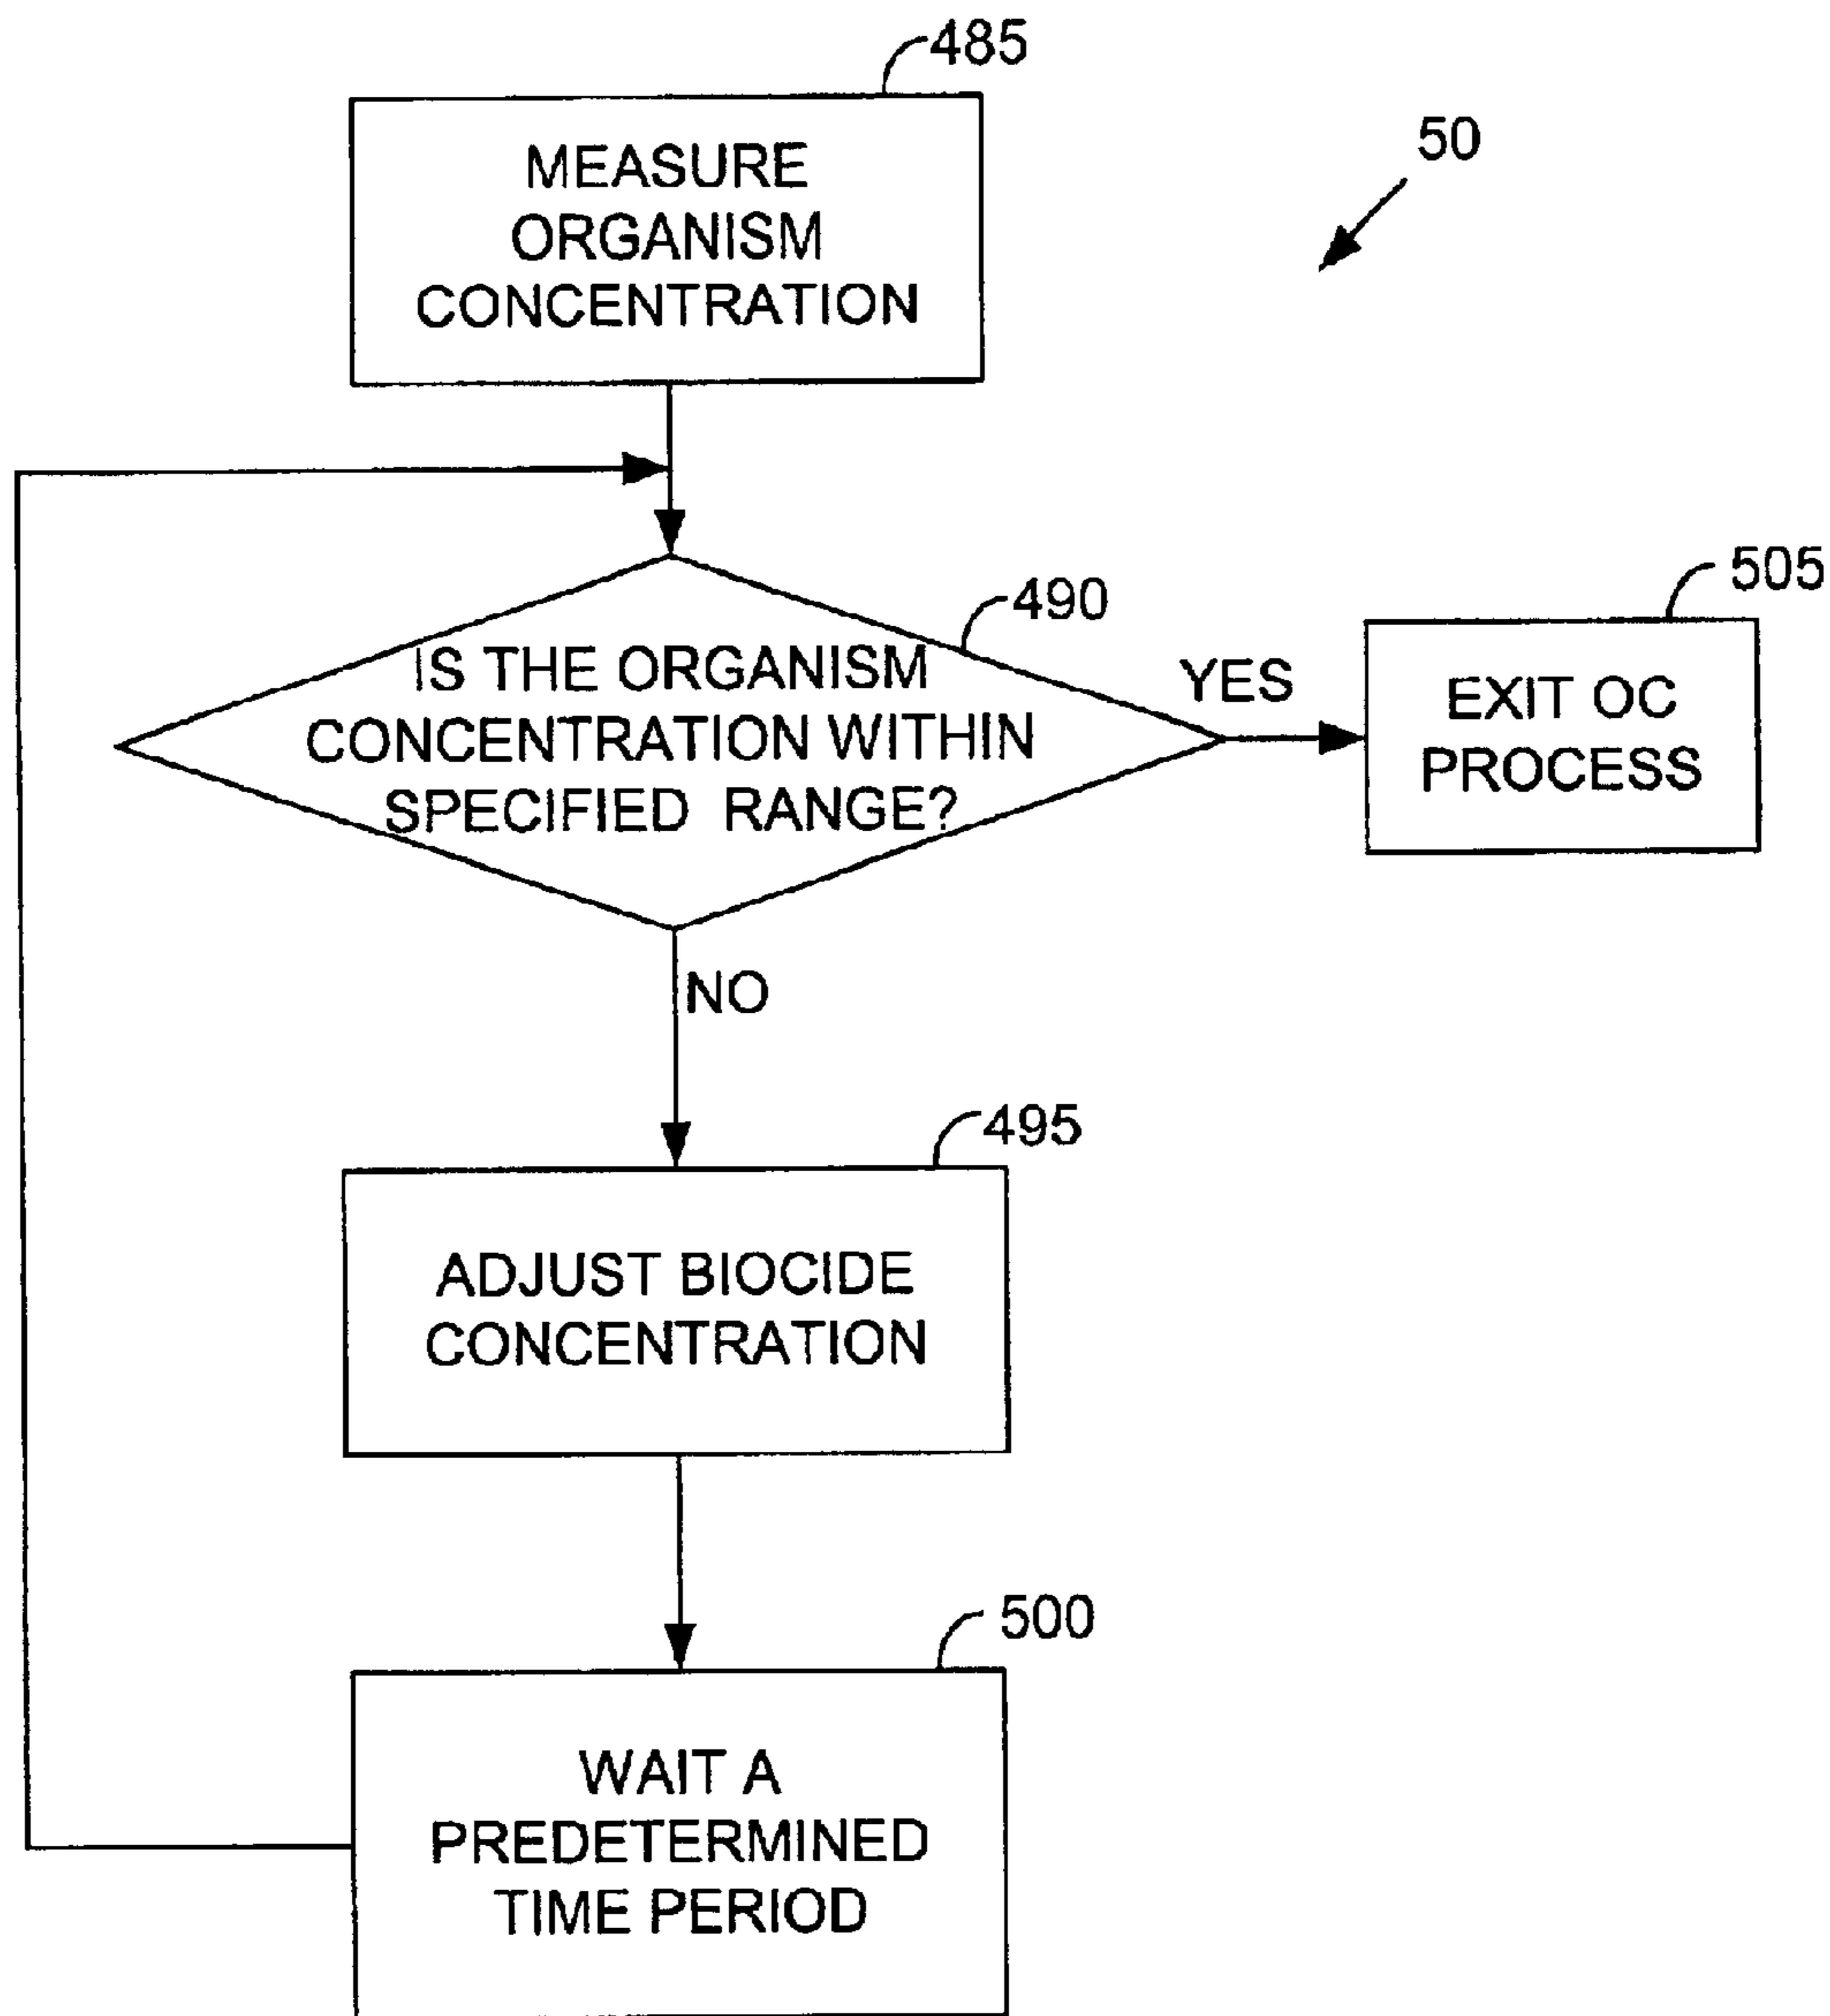 485
MEASURE
ORGANISM
CONCENTRATION
50
490
IS THE ORGANISM
CONCENTRATION WITHIN
SPECIFIED RANGE?
YES
505
EXIT OC
PROCESS
NO
495
ADJUST BIOCIDE
CONCENTRATION
500
WAIT A
PREDETERMINED
TIME PERIOD